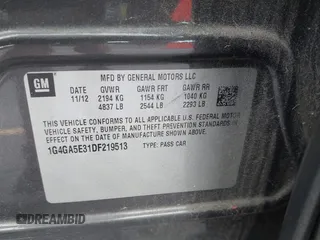 GM
MFD BY GENERAL MOTORS LLC
DATE GVWR GAWR FRT GAWR RR
11/12 2194 KG 1154 KG 1040 KG
4837 LB 2544 LB 2293 LB
THIS VEHICLE CONFORMS TO ALL APPLICABLE U.S. FEDERAL MOTOR
VEHICLE SAFETY, BUMPER, AND THEFT PREVENTION STANDARDS IN
EFFECT ON THE DATE OF MANUFACTURE SHOWN ABOVE.
1G4GA5E31DF219513 TYPE: PASS CAR
DREAMBID